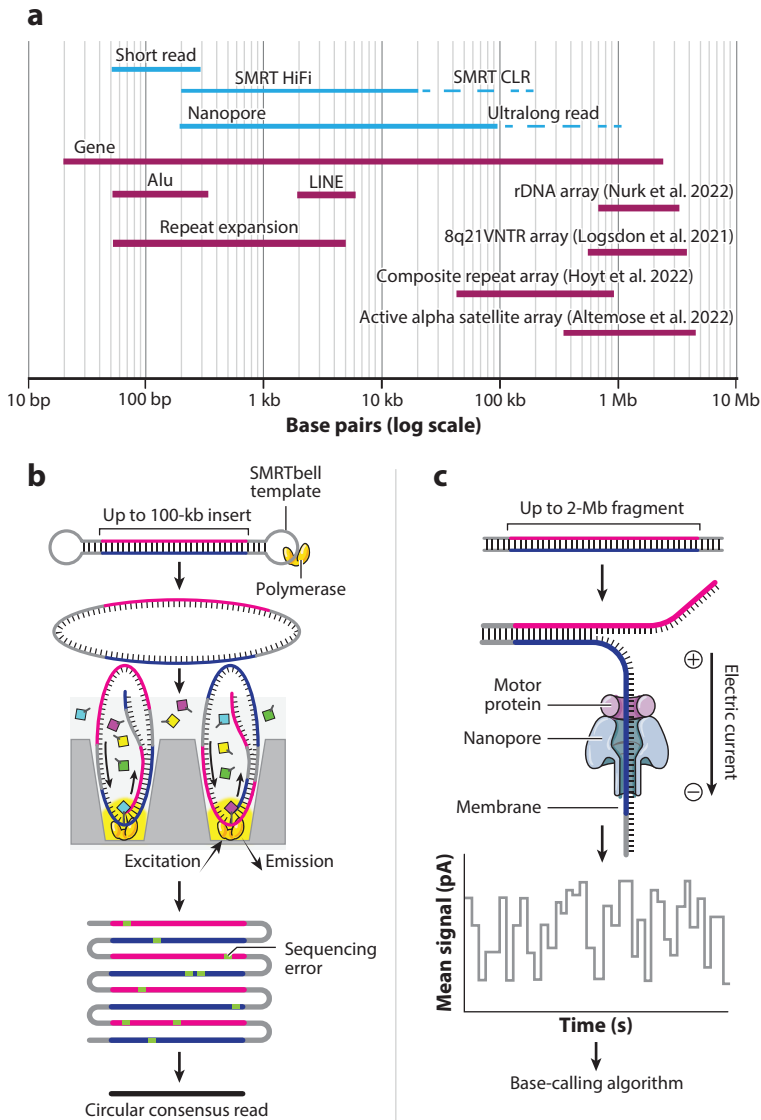 a
Short read
SMRT HiFi
SMRT CLR
Nanopore
Ultralong read
Gene
Alu
LINE
rDNA array (Nurk et al. 2022)
Repeat expansion
8q21VNTR array (Logsdon et al. 2021)
Composite repeat array (Hoyt et al. 2022)
Active alpha satellite array (Altemose et al. 2022)
10 bp
100 bp
1 kb
10 kb
100 kb
1 Mb
10 Mb
Base pairs (log scale)
b
SMRTbell
template
Up to 100-kb insert
Polymerase
Excitation
Emission
Sequencing
error
Circular consensus read
c
Up to 2-Mb fragment
+
Motor
protein
Nanopore
Electric current
−
Membrane
Mean signal (pA)
Time (s)
Base-calling algorithm